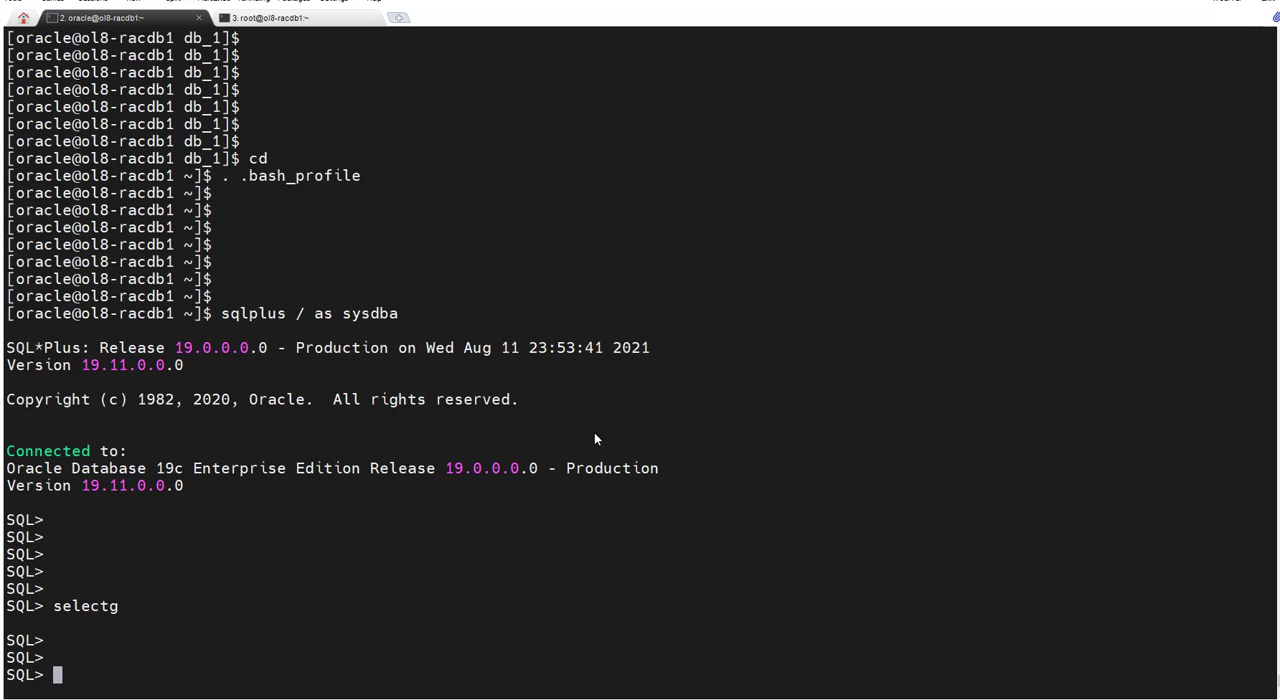 2. oracle@ol8-racdb1:~
3. root@ol8-racdb1:~
[oracle@ol8-racdb1 db_1]$
[oracle@ol8-racdb1 db_1]$
[oracle@ol8-racdb1 db_1]$
[oracle@ol8-racdb1 db_1]$
[oracle@ol8-racdb1 db_1]$
[oracle@ol8-racdb1 db_1]$
[oracle@ol8-racdb1 db_1]$
[oracle@ol8-racdb1 db_1]$ cd
[oracle@ol8-racdb1 ~]$ . .bash_profile
[oracle@ol8-racdb1 ~]$
[oracle@ol8-racdb1 ~]$
[oracle@ol8-racdb1 ~]$
[oracle@ol8-racdb1 ~]$
[oracle@ol8-racdb1 ~]$
[oracle@ol8-racdb1 ~]$
[oracle@ol8-racdb1 ~]$
[oracle@ol8-racdb1 ~]$ sqlplus / as sysdba
SQL*Plus: Release 19.0.0.0.0 - Production on Wed Aug 11 23:53:41 2021
Version 19.11.0.0.0
Copyright (c) 1982, 2020, Oracle.  All rights reserved.
Connected to:
Oracle Database 19c Enterprise Edition Release 19.0.0.0.0 - Production
Version 19.11.0.0.0
SQL>
SQL>
SQL>
SQL>
SQL>
SQL> selectg
SQL>
SQL>
SQL>